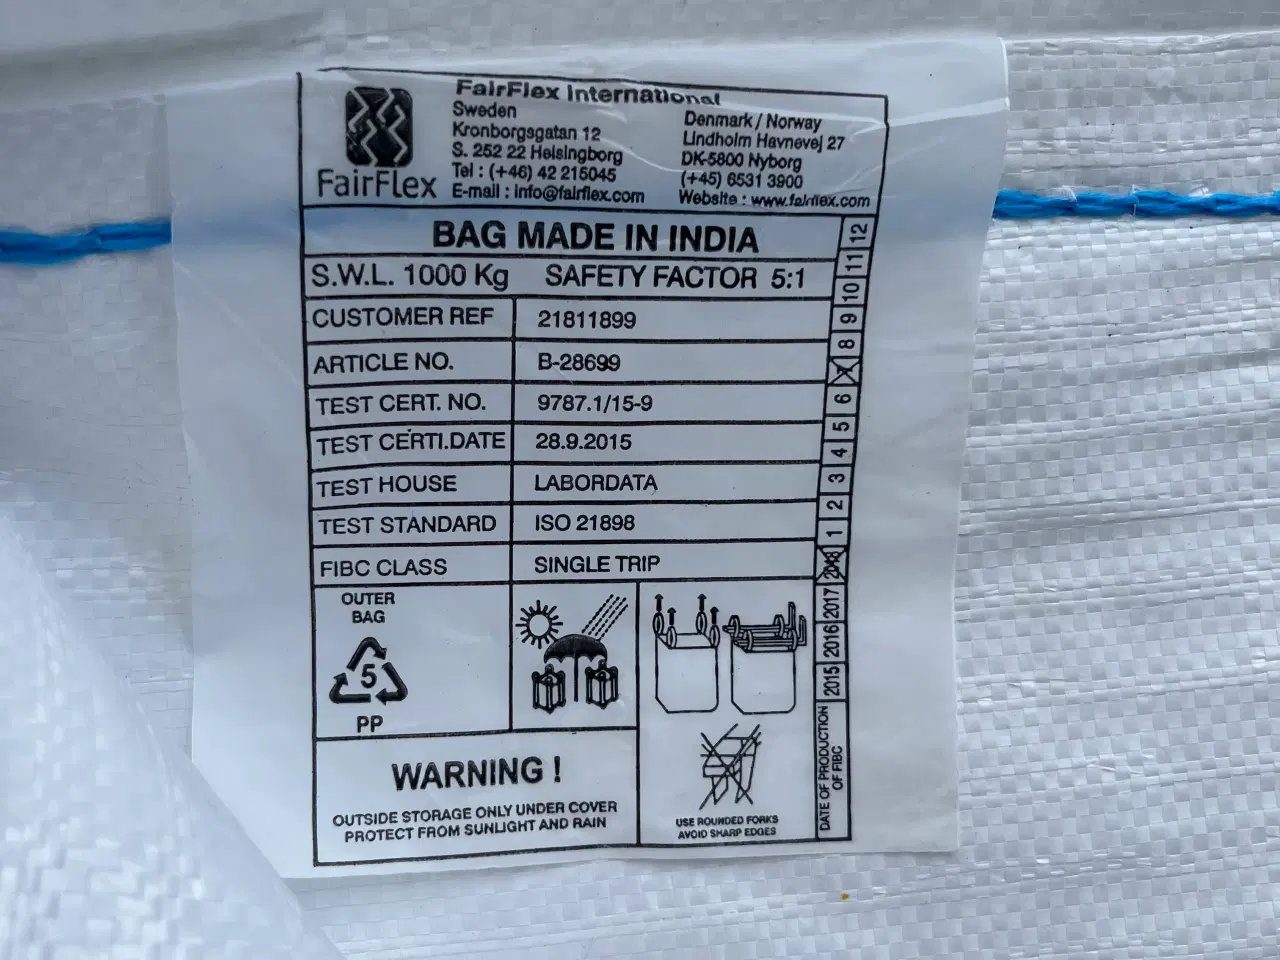 FairFlex
FairFlex International
Sweden
Kronborgsgatan 12
S. 252 22 Helsingborg
Tel : (+46) 42 215045
E-mail : info@fairflex.com
Denmark / Norway
Lindholm Havnevej 27
DK-5800 Nyborg
(+45) 6531 3900
Website : www.fairflex.com
BAG MADE IN INDIA
S.W.L. 1000 Kg SAFETY FACTOR 5:1
CUSTOMER REF 21811899
ARTICLE NO. B-28699
TEST CERT. NO. 9787.1/15-9
TEST CERTI.DATE 28.9.2015
TEST HOUSE LABORDATA
TEST STANDARD ISO 21898
FIBC CLASS SINGLE TRIP
OUTER
BAG
5
PP
WARNING !
OUTSIDE STORAGE ONLY UNDER COVER
PROTECT FROM SUNLIGHT AND RAIN
USE ROUNDED FORKS
AVOID SHARP EDGES
DATE OF PRODUCTION
OF FIBC
2015 2016 2017 2018 1 2 3 4 5 6 7 8 9 10 11 12